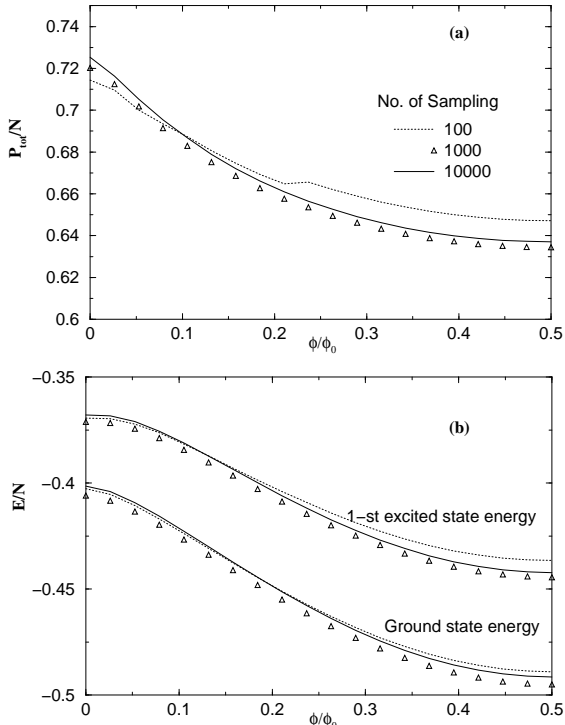 0.74
(a)
0.72
No. of Sampling
0.7
100
1000
P_tot/N
0.68
10000
0.66
0.64
0.62
0.6
0 0.1 0.2 0.3 0.4 0.5
ϕ/ϕ₀
−0.35
(b)
−0.4
E/N
1−st excited state energy
−0.45
Ground state energy
−0.5
0 0.1 0.2 0.3 0.4 0.5
ϕ/ϕ₀